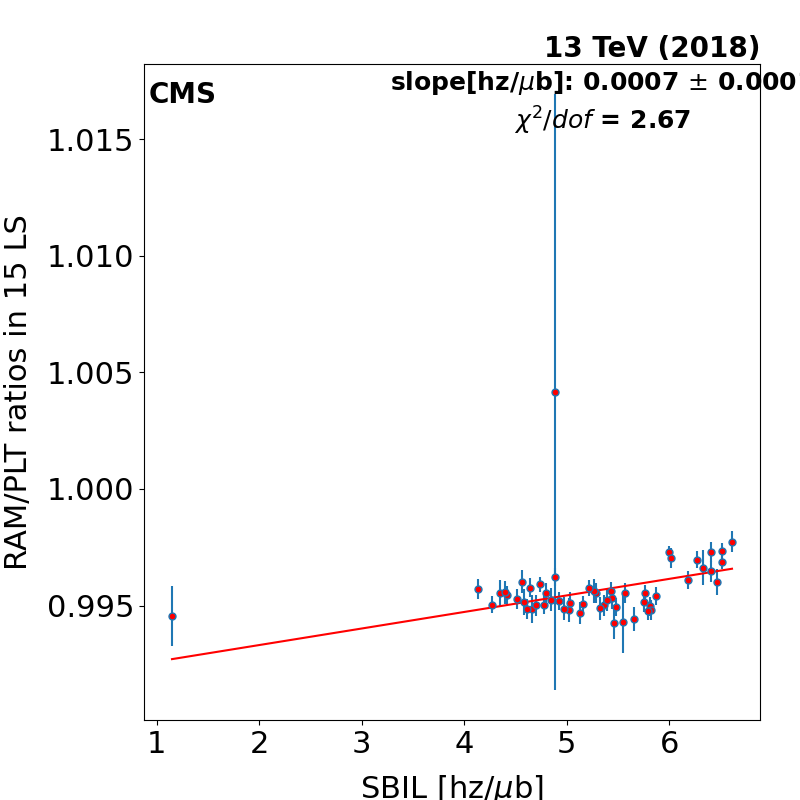 13 TeV (2018)
CMS
slope[hz/μb]: 0.0007 ± 0.000
χ²/dof = 2.67
RAM/PLT ratios in 15 LS
1.015
1.010
1.005
1.000
0.995
1 2 3 4 5 6
SBIL [hz/μb]